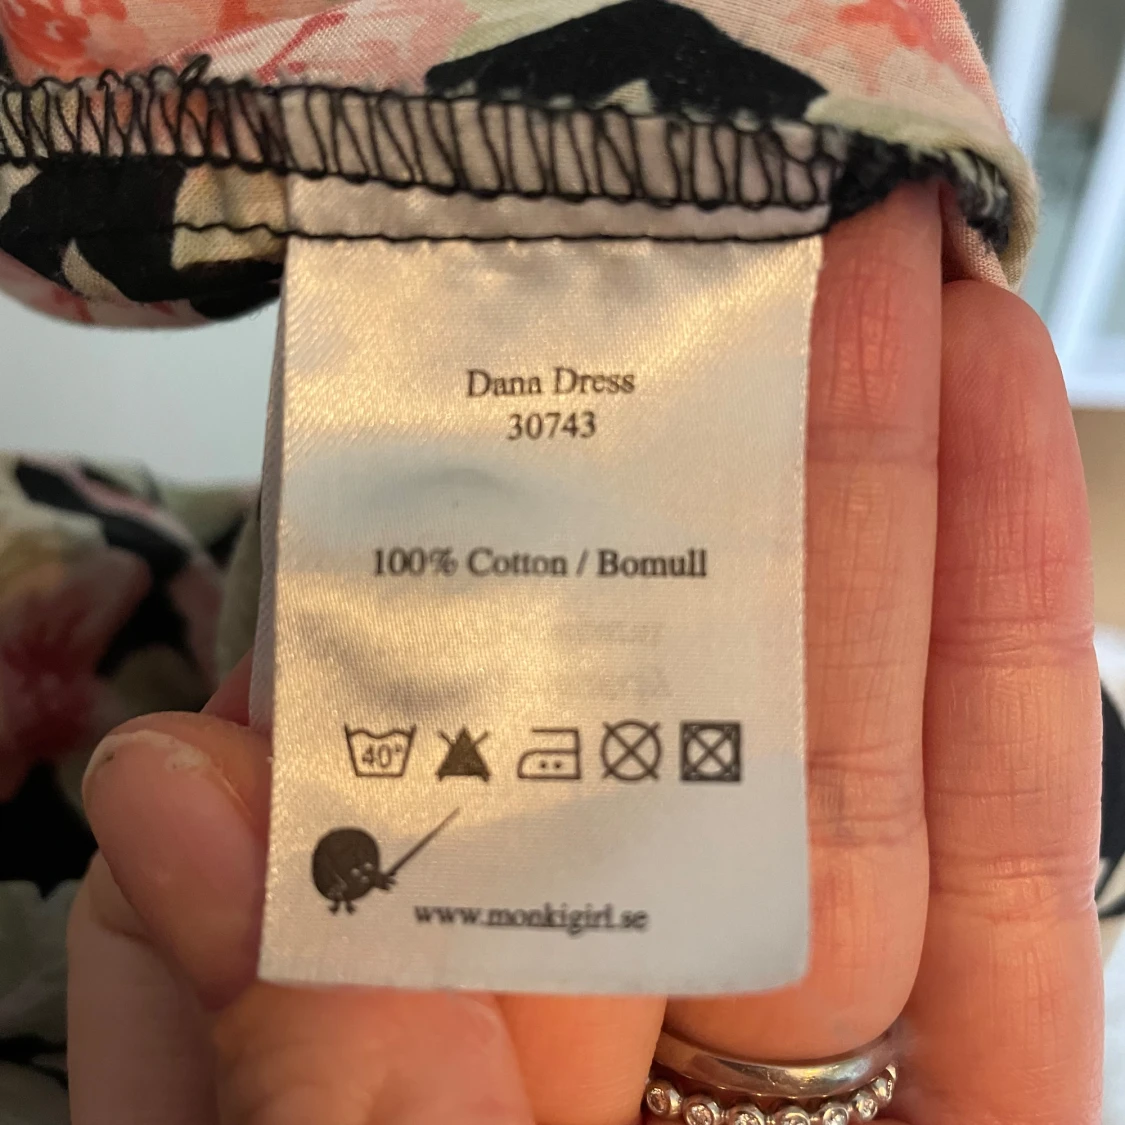 Dana Dress
30743
100% Cotton / Bomull
40°
www.monkigirl.se